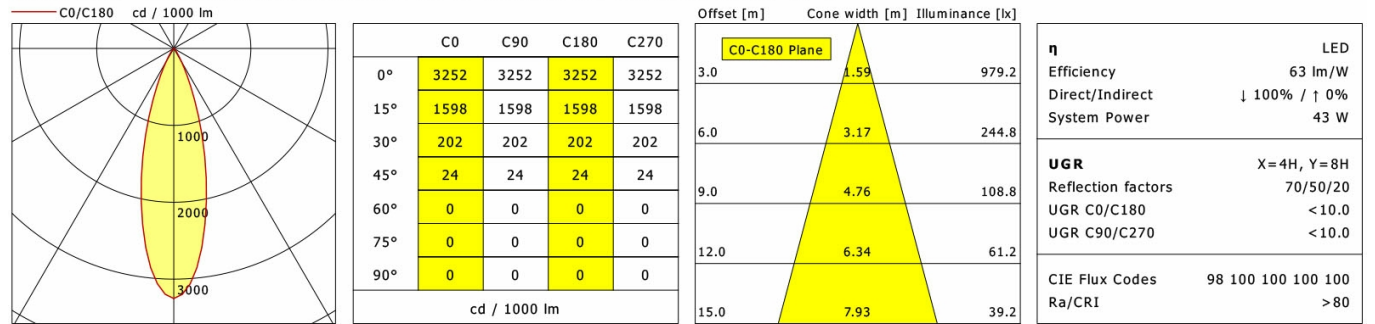 C0/C180 cd / 1000 lm
1000
2000
3000
C0 C90 C180 C270
0° 3252 3252 3252 3252
15° 1598 1598 1598 1598
30° 202 202 202 202
45° 24 24 24 24
60° 0 0 0 0
75° 0 0 0 0
90° 0 0 0 0
cd / 1000 lm
Offset [m] Cone width [m] Illuminance [lx]
C0-C180 Plane
3.0 1.59 979.2
6.0 3.17 244.8
9.0 4.76 108.8
12.0 6.34 61.2
15.0 7.93 39.2
η LED
Efficiency 63 lm/W
Direct/Indirect ↓ 100% / ↑ 0%
System Power 43 W
UGR X=4H, Y=8H
Reflection factors 70/50/20
UGR C0/C180 <10.0
UGR C90/C270 <10.0
CIE Flux Codes 98 100 100 100 100
Ra/CRI >80